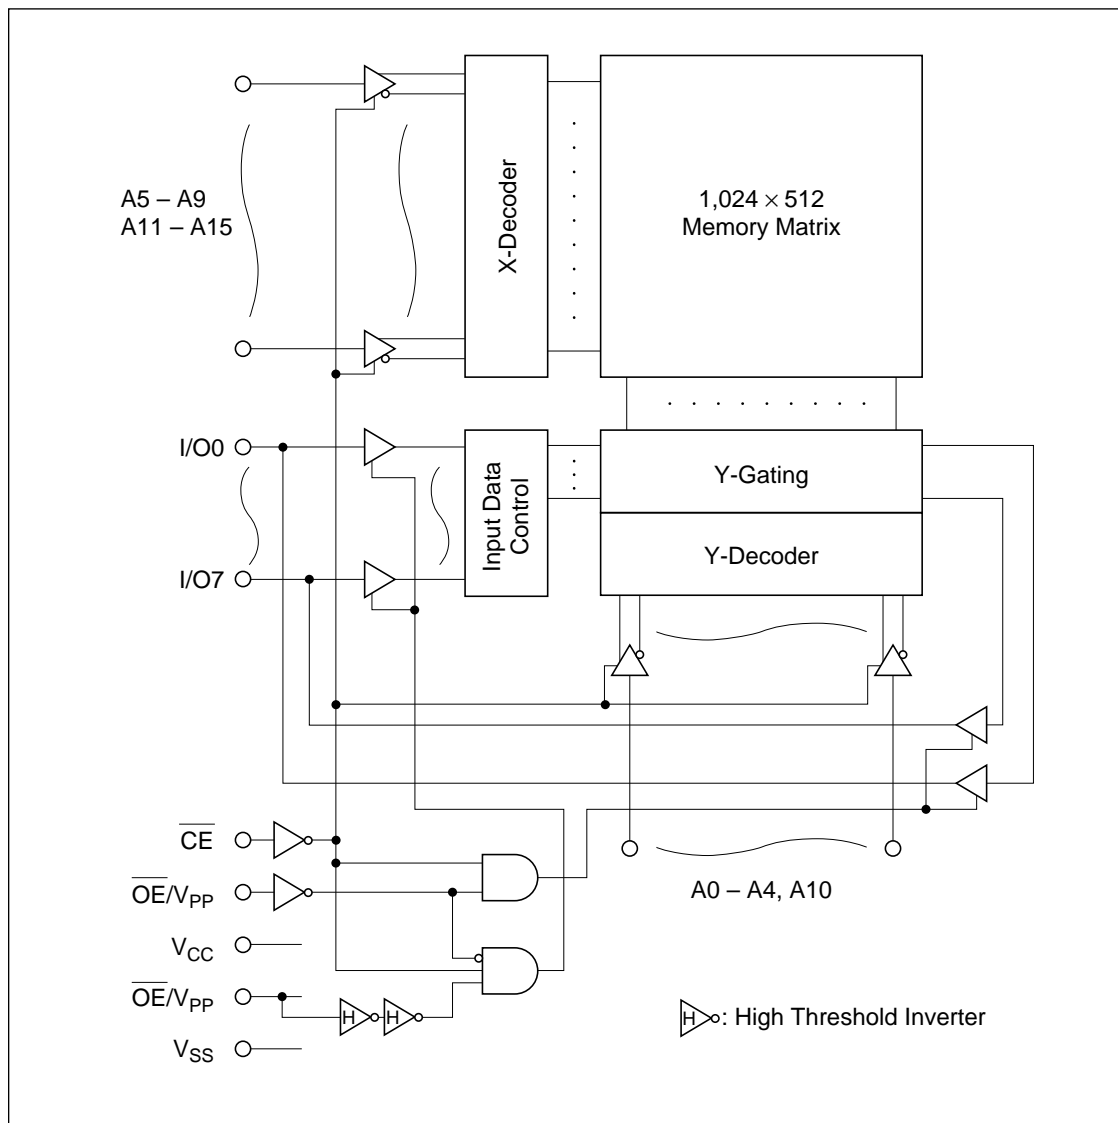 A5 – A9
A11 – A15
X-Decoder
1,024 × 512
Memory Matrix
I/O0
I/O7
Input Data
Control
Y-Gating
Y-Decoder
CE
OE/VPP
VCC
OE/VPP
VSS
A0 – A4, A10
H
H
H
: High Threshold Inverter